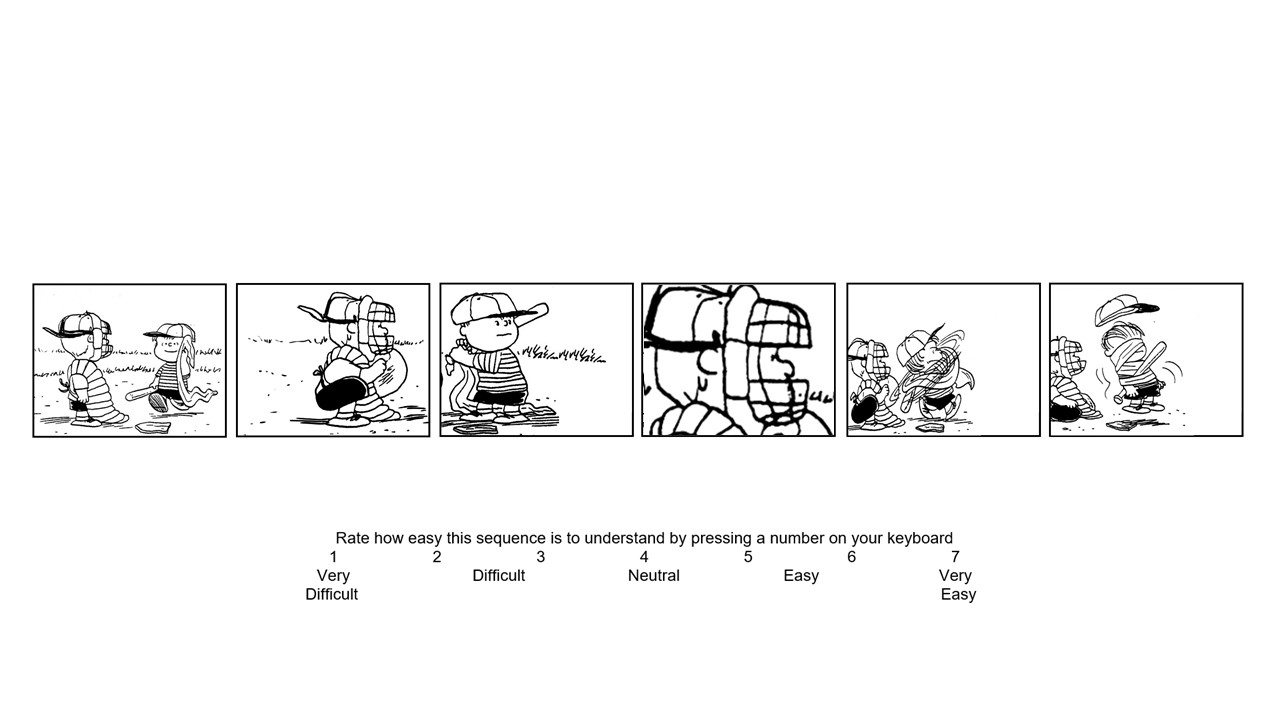 Rate how easy this sequence is to understand by pressing a number on your keyboard
1 2 3 4 5 6 7
Very Difficult Neutral Easy Very
Difficult Easy